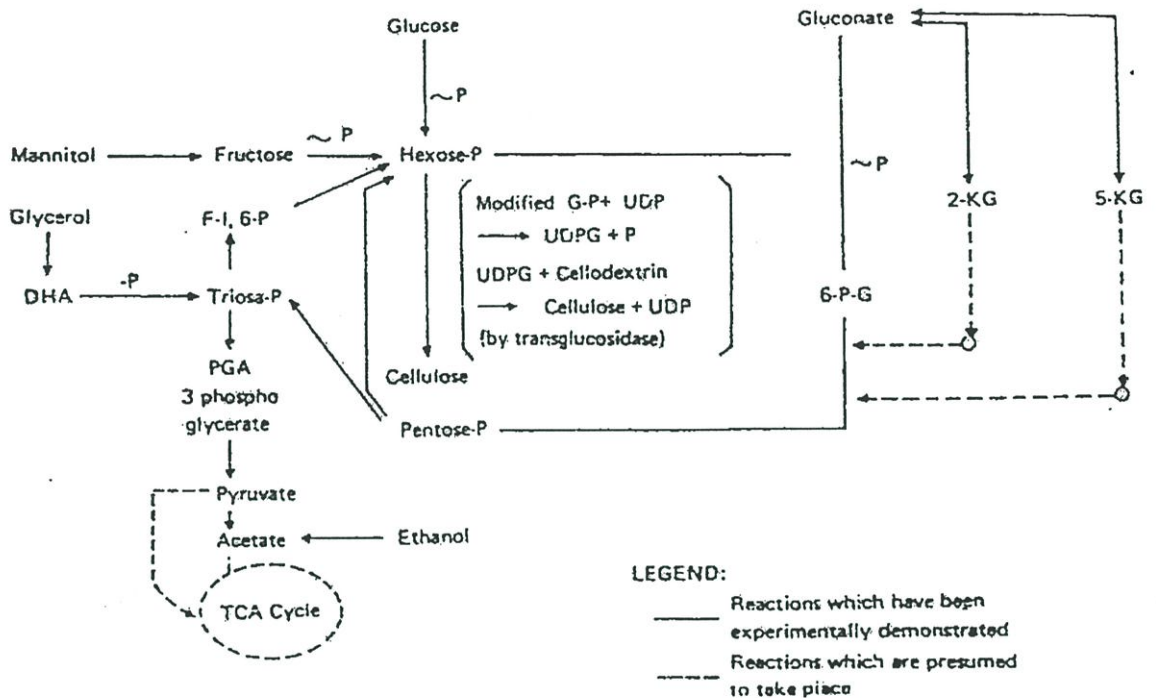 Glucose
Gluconate
~ P
Mannitol
Fructose
~ P
Hexose-P
~ P
Glycerol
F-I, 6-P
Modified G-P+ UDP
UDPG + P
2-KG
5-KG
UDPG + Cellodextrin
DHA
-P
Triosa-P
Cellulose + UDP
6-P-G
(by transglucosidase)
PGA
3 phospho
glycerate
Cellulose
Pentose-P
Pyruvate
Acetate
Ethanol
TCA Cycle
LEGEND:
Reactions which have been
experimentally demonstrated
Reactions which are presumed
to take place